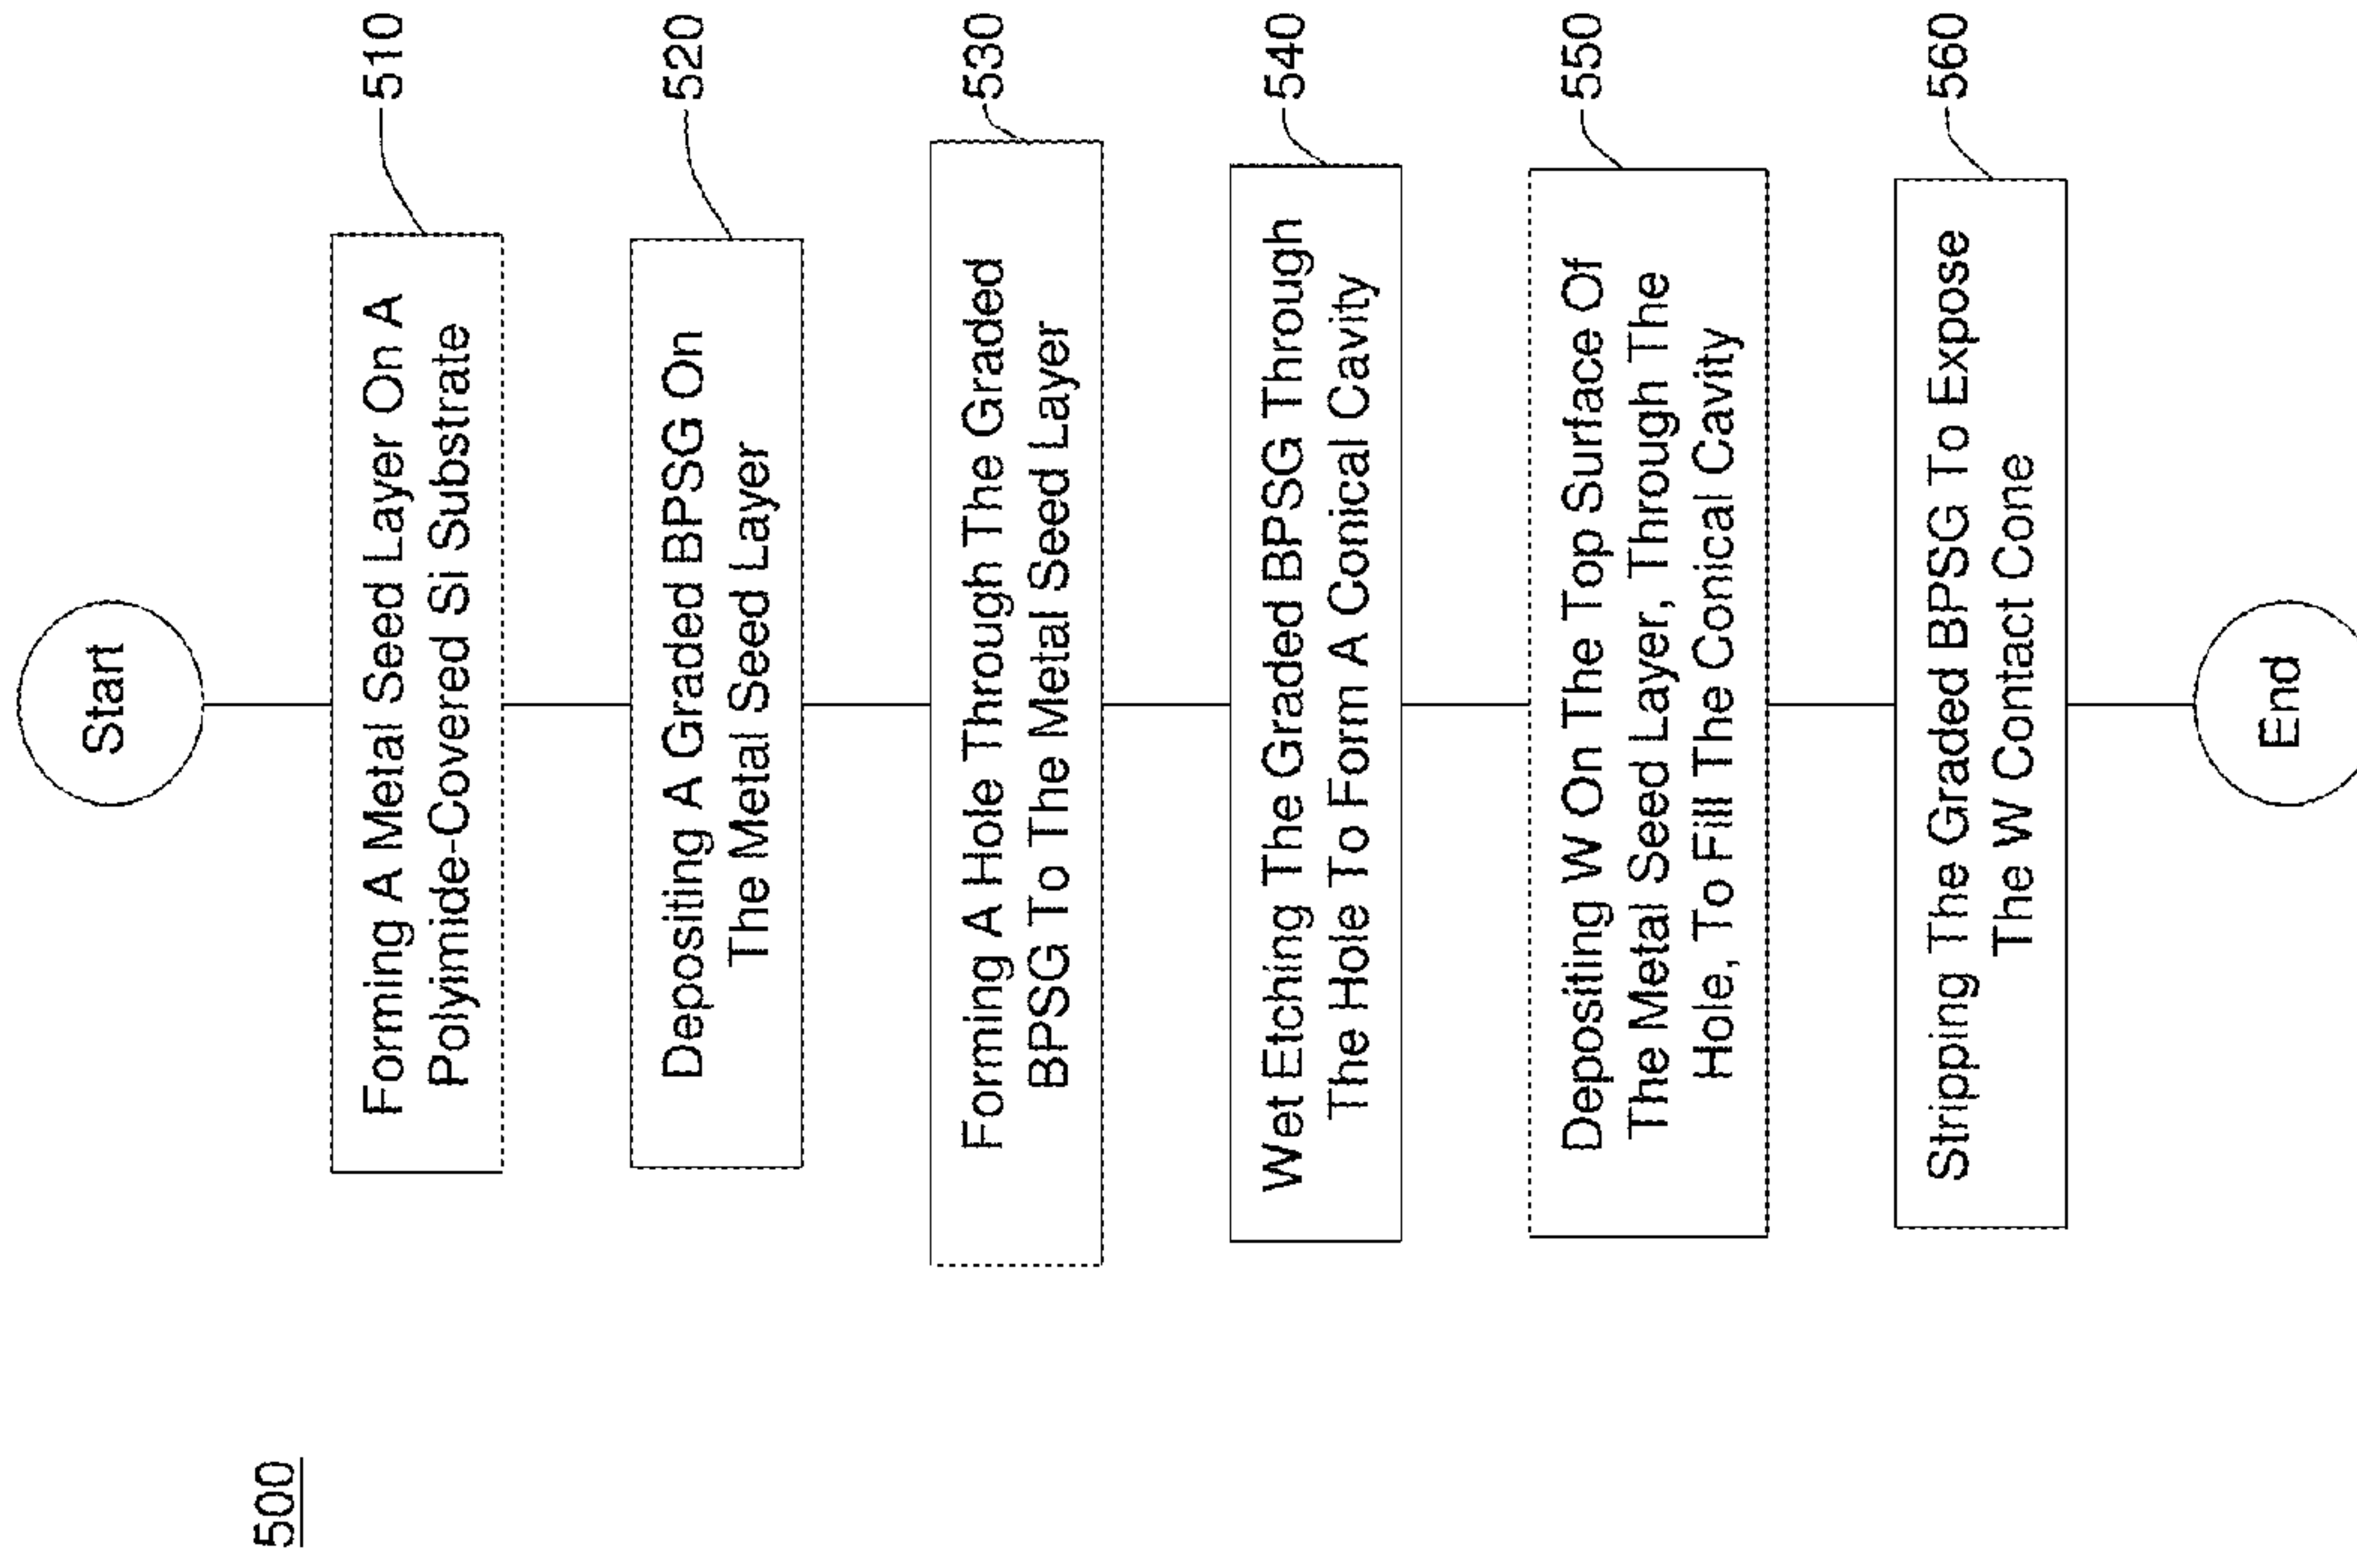 500
Start
Forming A Metal Seed Layer On A
Polyimide-Covered Si Substrate
510
Depositing A Graded BPSG On
The Metal Seed Layer
520
Forming A Hole Through The Graded
BPSG To The Metal Seed Layer
530
Wet Etching The Graded BPSG Through
The Hole To Form A Conical Cavity
540
Depositing W On The Top Surface Of
The Metal Seed Layer, Through The
Hole, To Fill The Conical Cavity
550
Stripping The Graded BPSG To Expose
The W Contact Cone
560
End